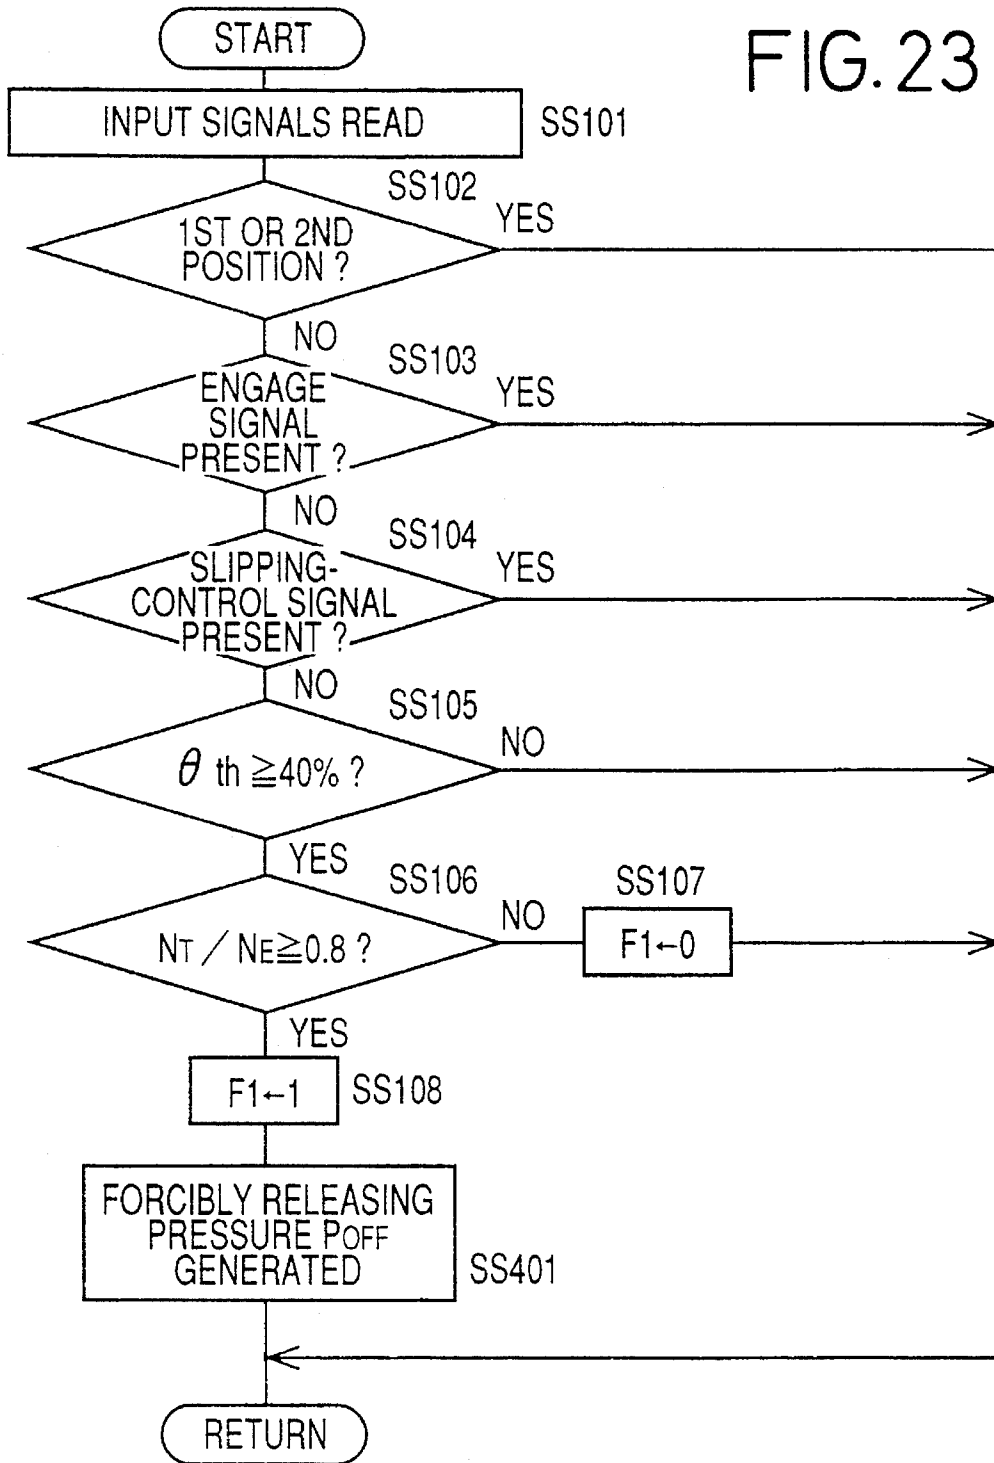 START
FIG.23
INPUT SIGNALS READ
SS101
SS102
1ST OR 2ND
POSITION ?
YES
NO
SS103
ENGAGE
SIGNAL
PRESENT ?
YES
NO
SS104
SLIPPING-
CONTROL SIGNAL
PRESENT ?
YES
NO
SS105
θ th ≧40% ?
NO
YES
SS106
NT / NE≧0.8 ?
NO
SS107
F1←0
YES
F1←1
SS108
FORCIBLY RELEASING
PRESSURE POFF
GENERATED
SS401
RETURN